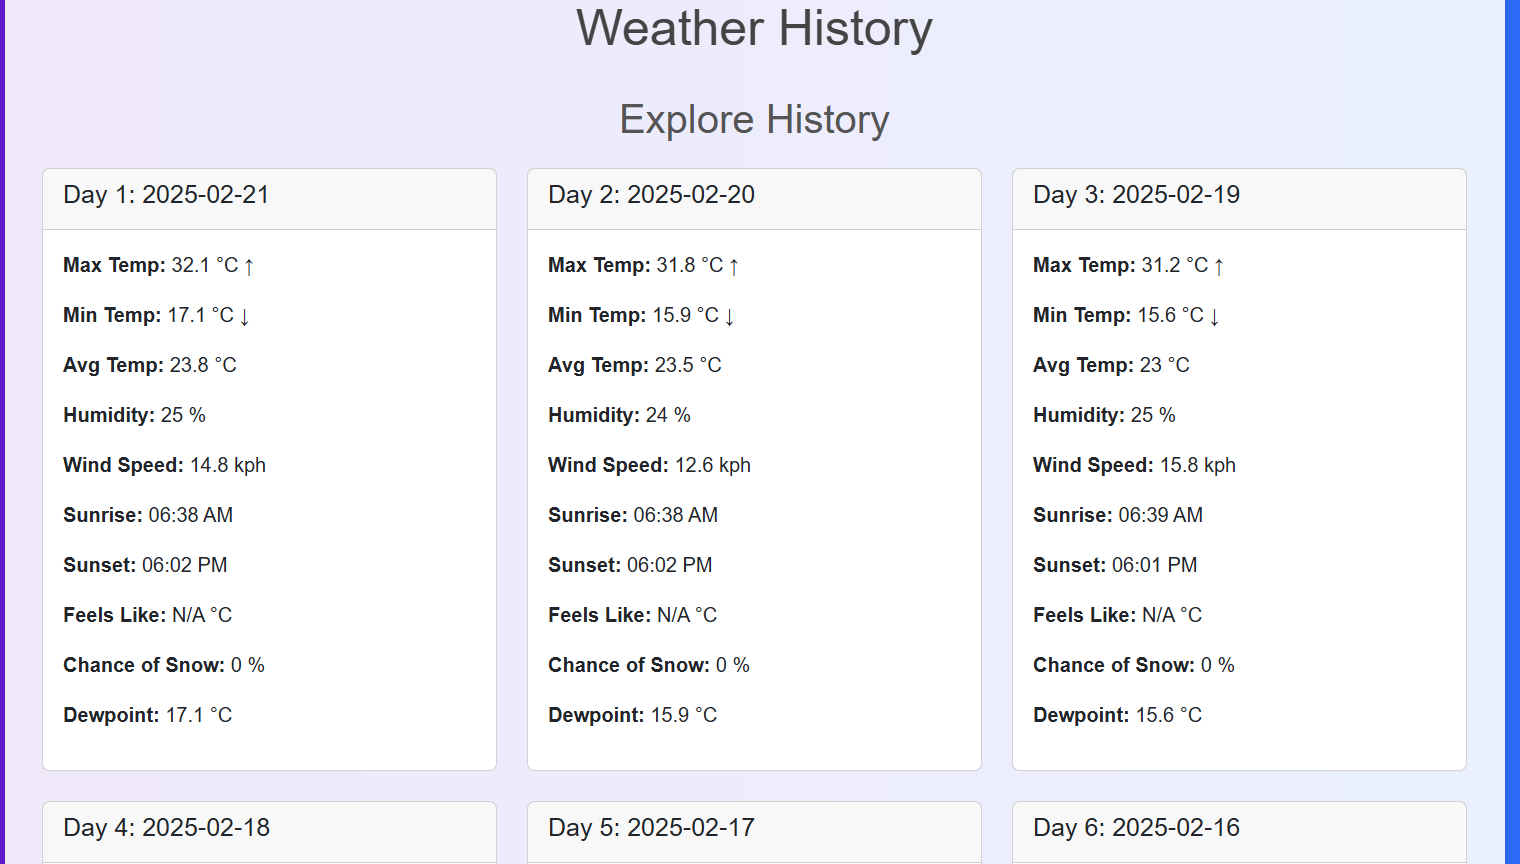 Weather History
Explore History
Day 1: 2025-02-21
Max Temp: 32.1 °C ↑
Min Temp: 17.1 °C ↓
Avg Temp: 23.8 °C
Humidity: 25 %
Wind Speed: 14.8 kph
Sunrise: 06:38 AM
Sunset: 06:02 PM
Feels Like: N/A °C
Chance of Snow: 0 %
Dewpoint: 17.1 °C
Day 2: 2025-02-20
Max Temp: 31.8 °C ↑
Min Temp: 15.9 °C ↓
Avg Temp: 23.5 °C
Humidity: 24 %
Wind Speed: 12.6 kph
Sunrise: 06:38 AM
Sunset: 06:02 PM
Feels Like: N/A °C
Chance of Snow: 0 %
Dewpoint: 15.9 °C
Day 3: 2025-02-19
Max Temp: 31.2 °C ↑
Min Temp: 15.6 °C ↓
Avg Temp: 23 °C
Humidity: 25 %
Wind Speed: 15.8 kph
Sunrise: 06:39 AM
Sunset: 06:01 PM
Feels Like: N/A °C
Chance of Snow: 0 %
Dewpoint: 15.6 °C
Day 4: 2025-02-18
Day 5: 2025-02-17
Day 6: 2025-02-16